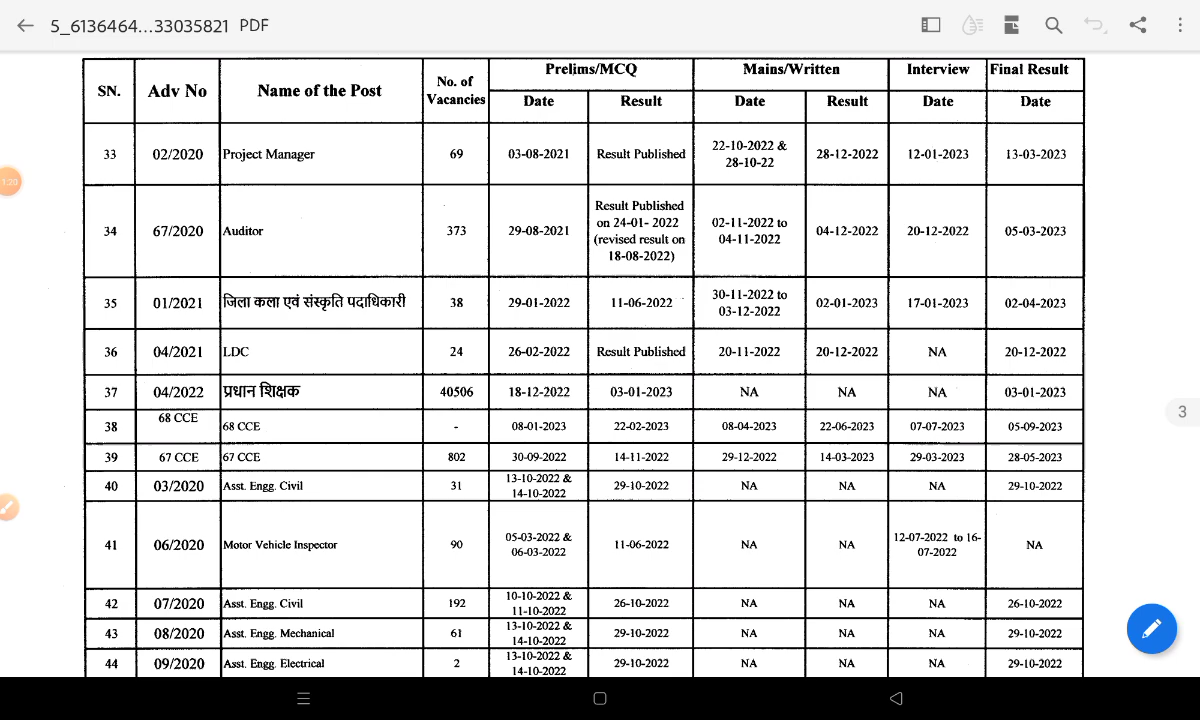 5_6136464...33035821 PDF
SN. Adv No Name of the Post No. of Vacancies Prelims/MCQ Mains/Written Interview Final Result
Date Result Date Result Date Date
33 02/2020 Project Manager 69 03-08-2021 Result Published 22-10-2022 & 28-10-22 28-12-2022 12-01-2023 13-03-2023
34 67/2020 Auditor 373 29-08-2021 Result Published on 24-01- 2022 (revised result on 18-08-2022) 02-11-2022 to 04-11-2022 04-12-2022 20-12-2022 05-03-2023
35 01/2021 जिला कला एवं संस्कृति पदाधिकारी 38 29-01-2022 11-06-2022 30-11-2022 to 03-12-2022 02-01-2023 17-01-2023 02-04-2023
36 04/2021 LDC 24 26-02-2022 Result Published 20-11-2022 20-12-2022 NA 20-12-2022
37 04/2022 प्रधान शिक्षक 40506 18-12-2022 03-01-2023 NA NA NA 03-01-2023
38 68 CCE 68 CCE - 08-01-2023 22-02-2023 08-04-2023 22-06-2023 07-07-2023 05-09-2023
39 67 CCE 67 CCE 802 30-09-2022 14-11-2022 29-12-2022 14-03-2023 29-03-2023 28-05-2023
40 03/2020 Asst. Engg. Civil 31 13-10-2022 & 14-10-2022 29-10-2022 NA NA NA 29-10-2022
41 06/2020 Motor Vehicle Inspector 90 05-03-2022 & 06-03-2022 11-06-2022 NA NA 12-07-2022 to 16-07-2022 NA
42 07/2020 Asst. Engg. Civil 192 10-10-2022 & 11-10-2022 26-10-2022 NA NA NA 26-10-2022
43 08/2020 Asst. Engg. Mechanical 61 13-10-2022 & 14-10-2022 29-10-2022 NA NA NA 29-10-2022
44 09/2020 Asst. Engg. Electrical 2 13-10-2022 & 14-10-2022 29-10-2022 NA NA NA 29-10-2022
3